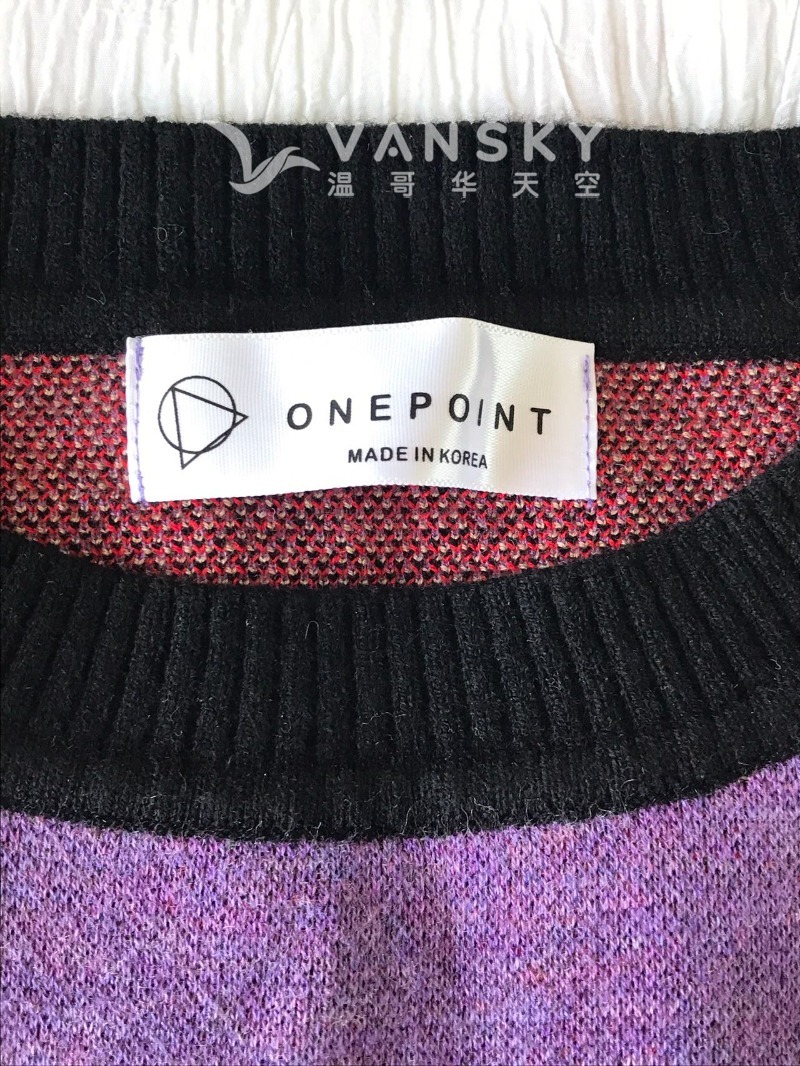 VANSKY
温哥华天空
ONEPOINT
MADE IN KOREA